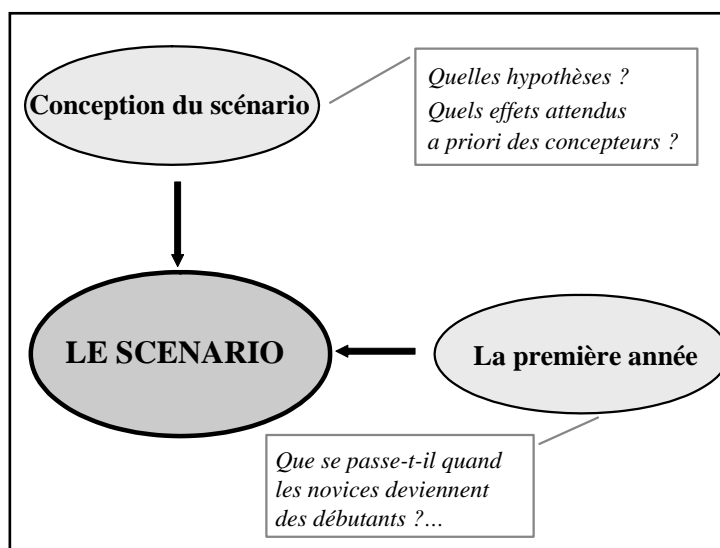 Conception du scénario
Quelles hypothèses ?
Quels effets attendus
a priori des concepteurs ?
LE SCENARIO
La première année
Que se passe-t-il quand
les novices deviennent
des débutants ?…